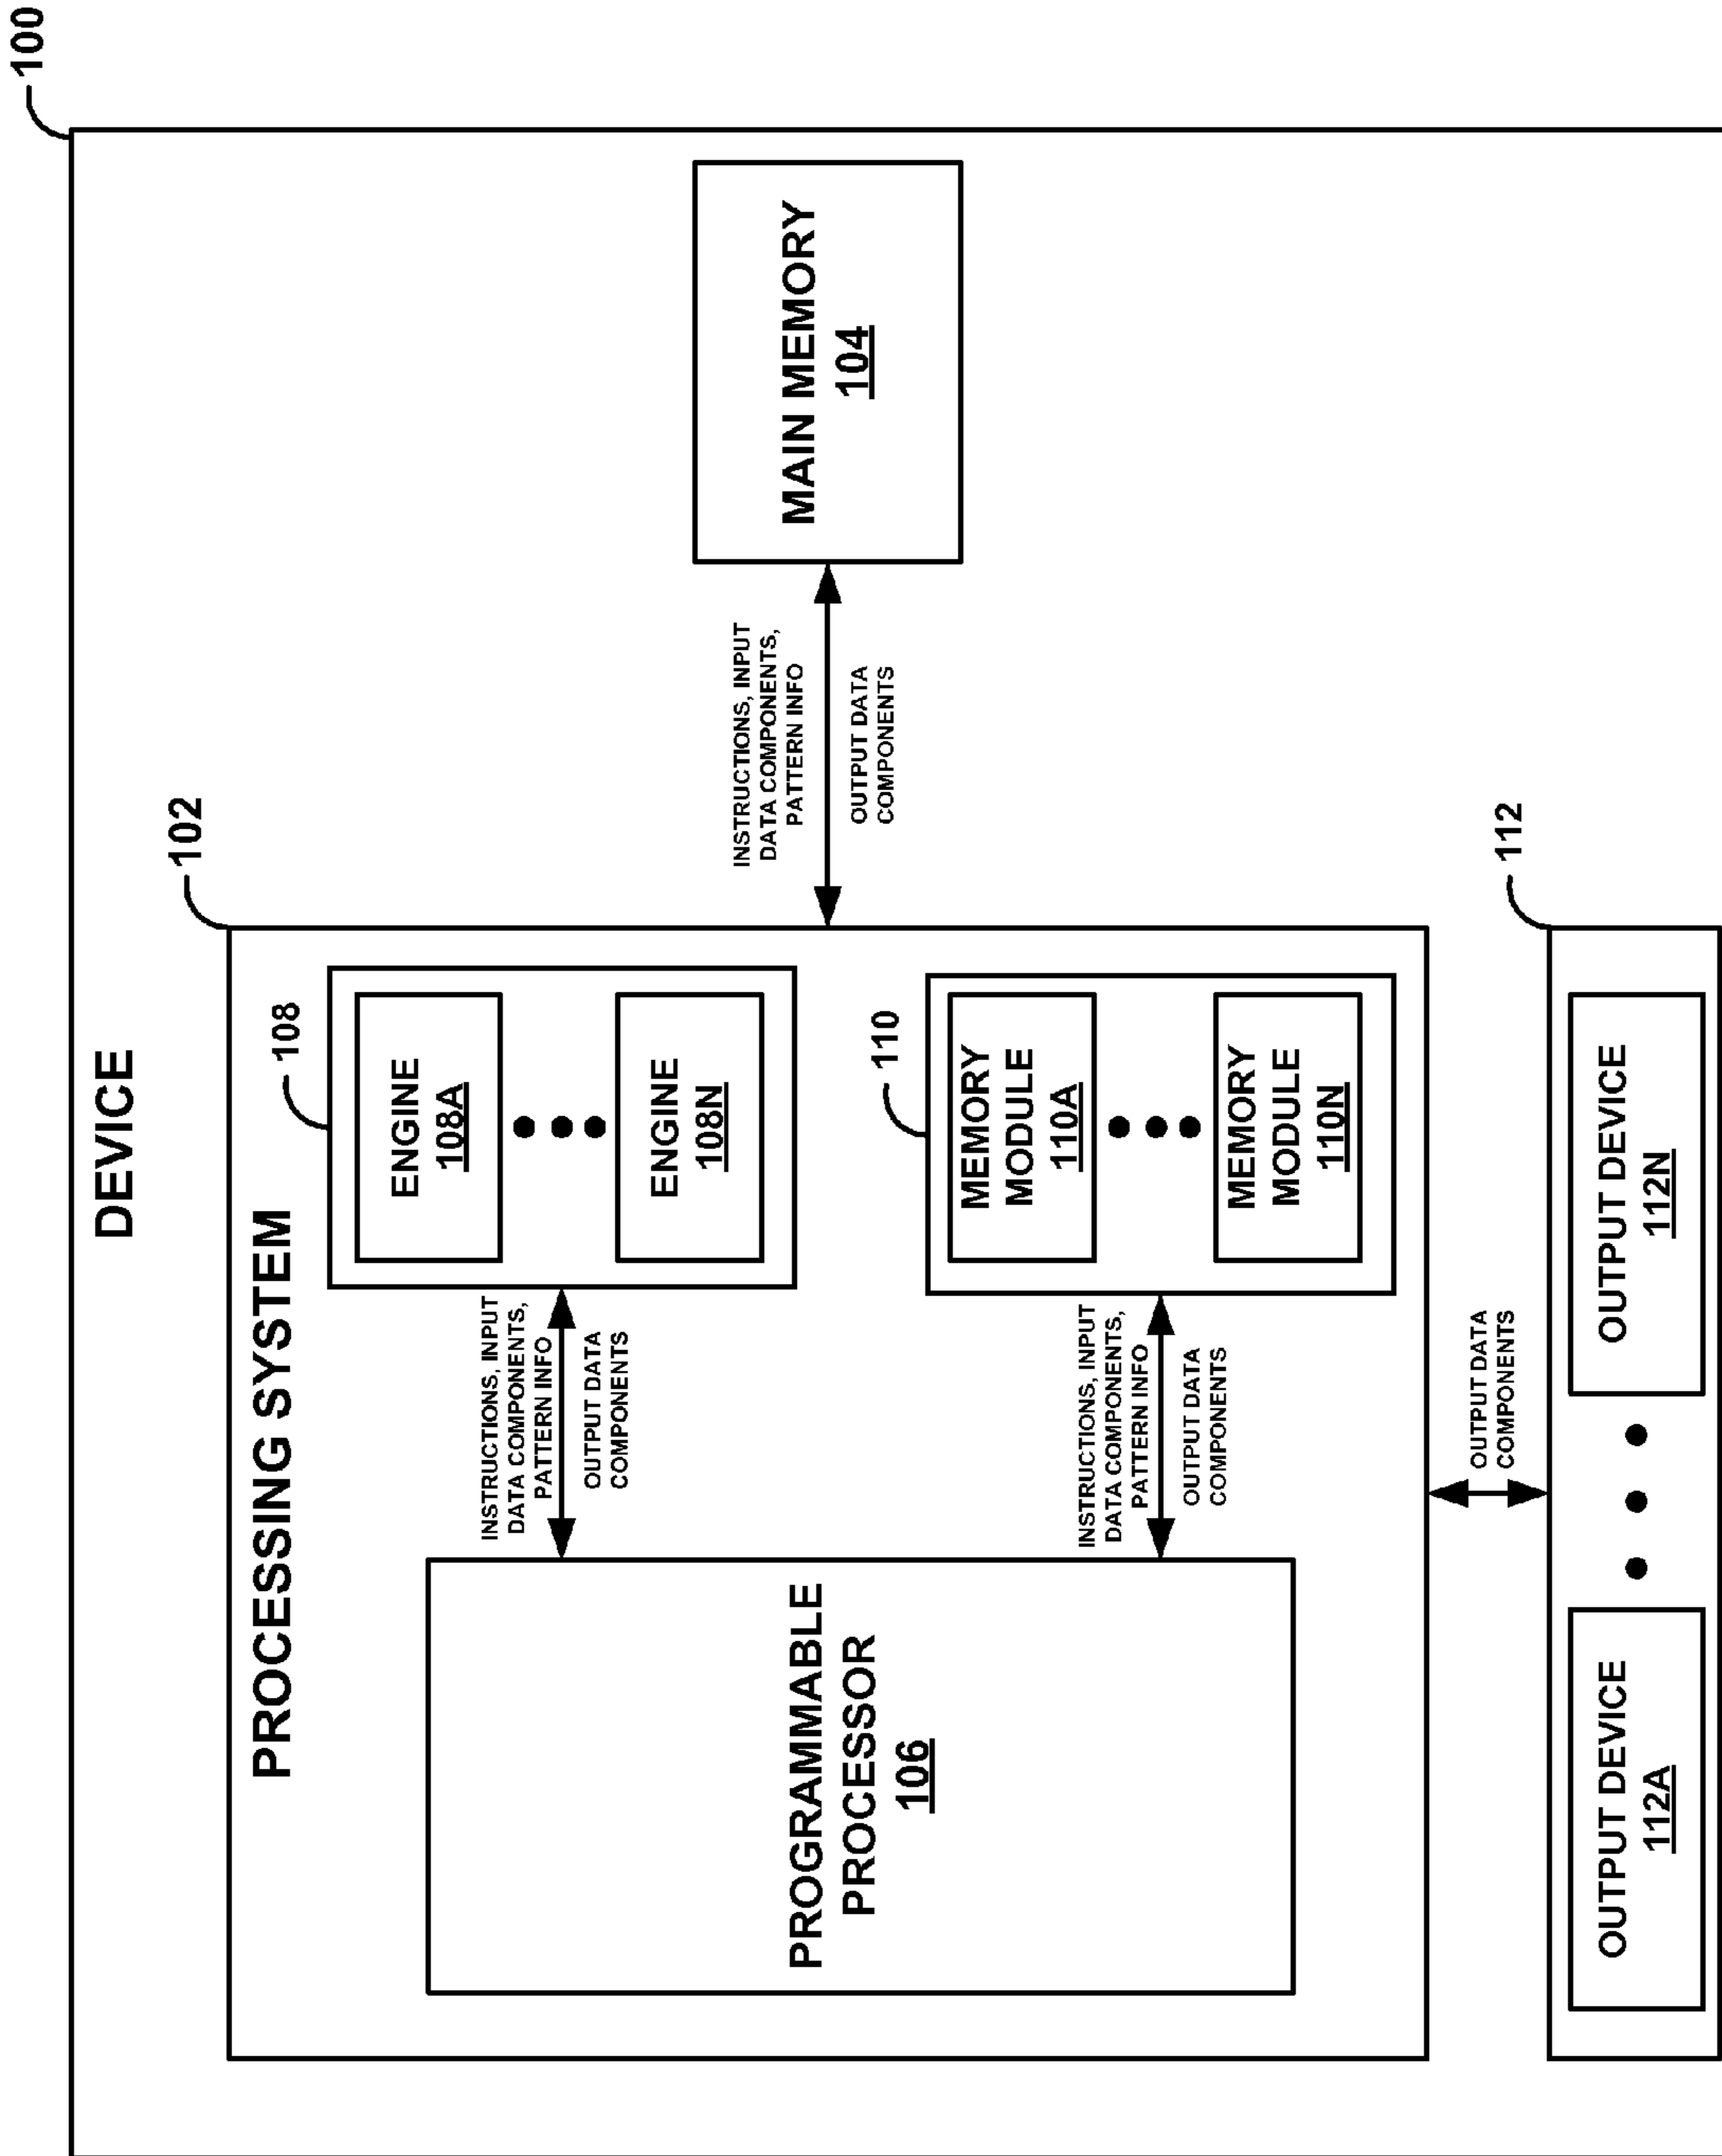 100
DEVICE
102
PROCESSING SYSTEM
108
ENGINE
108A
ENGINE
108N
INSTRUCTIONS, INPUT
DATA COMPONENTS,
PATTERN INFO
OUTPUT DATA
COMPONENTS
PROGRAMMABLE
PROCESSOR
106
110
MEMORY
MODULE
110A
MEMORY
MODULE
110N
INSTRUCTIONS, INPUT
DATA COMPONENTS,
PATTERN INFO
OUTPUT DATA
COMPONENTS
INSTRUCTIONS, INPUT
DATA COMPONENTS,
PATTERN INFO
OUTPUT DATA
COMPONENTS
MAIN MEMORY
104
OUTPUT DATA
COMPONENTS
112
OUTPUT DEVICE
112A
OUTPUT DEVICE
112N